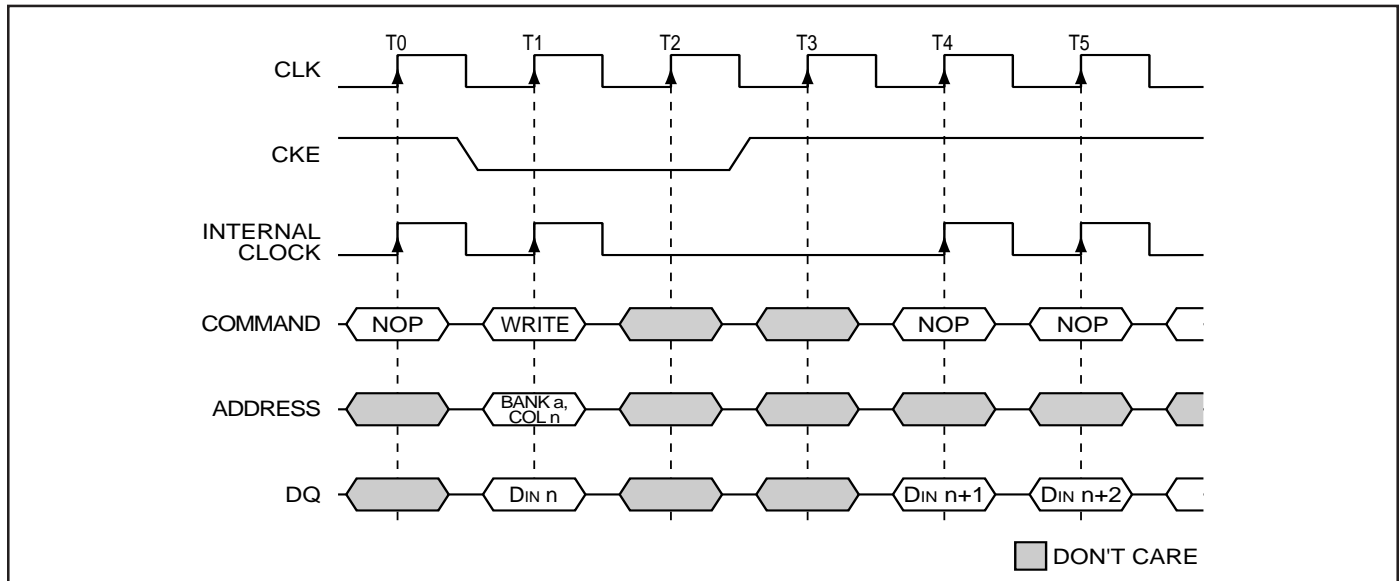 T0 T1 T2 T3 T4 T5
CLK
CKE
INTERNAL
CLOCK
COMMAND NOP WRITE NOP NOP
ADDRESS BANK a,
COL n
DQ DIN n DIN n+1 DIN n+2
DON'T CARE